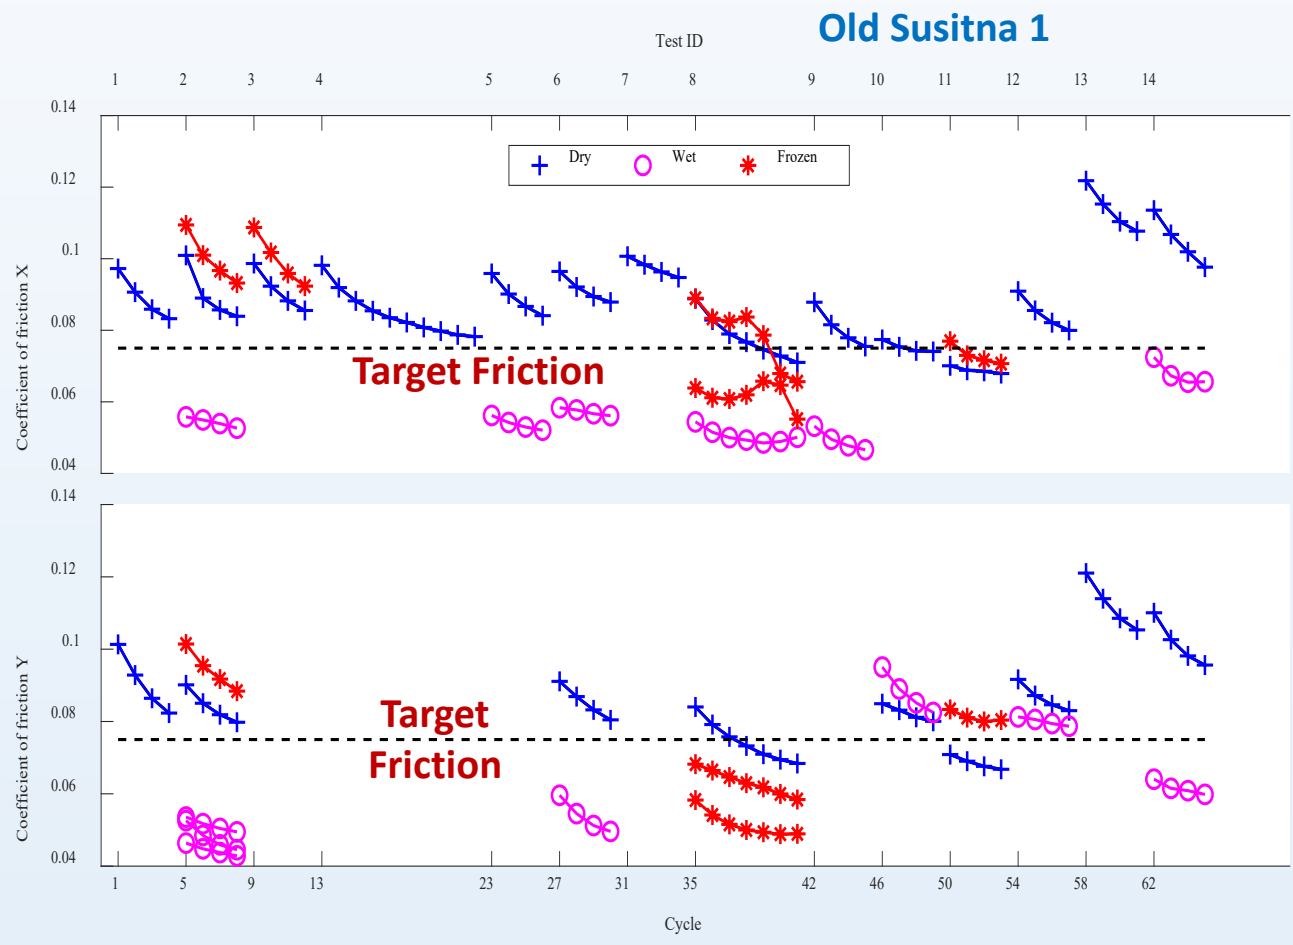 Old Susitna 1
Test ID
1 2 3 4 5 6 7 8 9 10 11 12 13 14
0.14
Dry Wet Frozen
0.12
0.1
0.08
Target Friction
0.06
0.04
Coefficient of friction X
0.14
0.12
0.1
0.08
Target
Friction
0.06
0.04
Coefficient of friction Y
1 5 9 13 23 27 31 35 42 46 50 54 58 62
Cycle